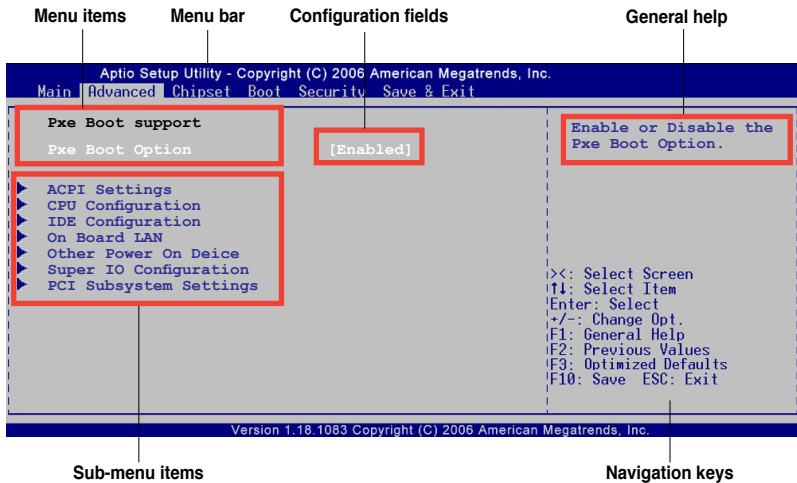 Menu items Menu bar Configuration fields General help
Aptio Setup Utility - Copyright (C) 2006 American Megatrends, Inc.
Main Advanced Chipset Boot Security Save & Exit
Pxe Boot support
Pxe Boot Option [Enabled]
Enable or Disable the
Pxe Boot Option.
ACPI Settings
CPU Configuration
IDE Configuration
On Board LAN
Other Power On Deice
Super IO Configuration
PCI Subsystem Settings
><: Select Screen
↑↓: Select Item
Enter: Select
+/-: Change Opt.
F1: General Help
F2: Previous Values
F3: Optimized Defaults
F10: Save ESC: Exit
Version 1.18.1083 Copyright (C) 2006 American Megatrends, Inc.
Sub-menu items Navigation keys